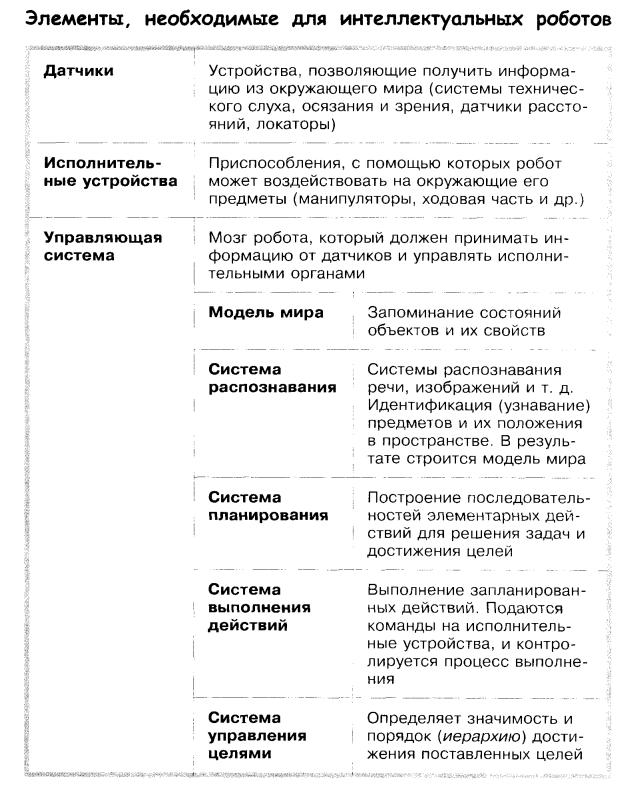 Элементы, необходимые для интеллектуальных роботов
Датчики
Устройства, позволяющие получить информа-
цию из окружающего мира (системы техничес-
кого слуха, осязания и зрения, датчики рассто-
яний, локаторы)
Исполнитель-
ные устройства
Приспособления, с помощью которых робот
может воздействовать на окружающие его
предметы (манипуляторы, ходовая часть и др.)
Управляющая
система
Мозг робота, который должен принимать ин-
формацию от датчиков и управлять исполни-
тельными органами
Модель мира
Запоминание состояний
объектов и их свойств
Система
распознавания
Системы распознавания
речи, изображений и т. д.
Идентификация (узнавание)
предметов и их положения
в пространстве. В резуль-
тате строится модель мира
Система
планирования
Построение последователь-
ностей элементарных дей-
ствий для решения задач и
достижения целей
Система
выполнения
действий
Выполнение запланирован-
ных действий. Подаются
команды на исполнитель-
ные устройства, и контро-
лируется процесс выполне-
ния
Система
управления
целями
Определяет значимость и
порядок (иерархию) дости-
жения поставленных целей